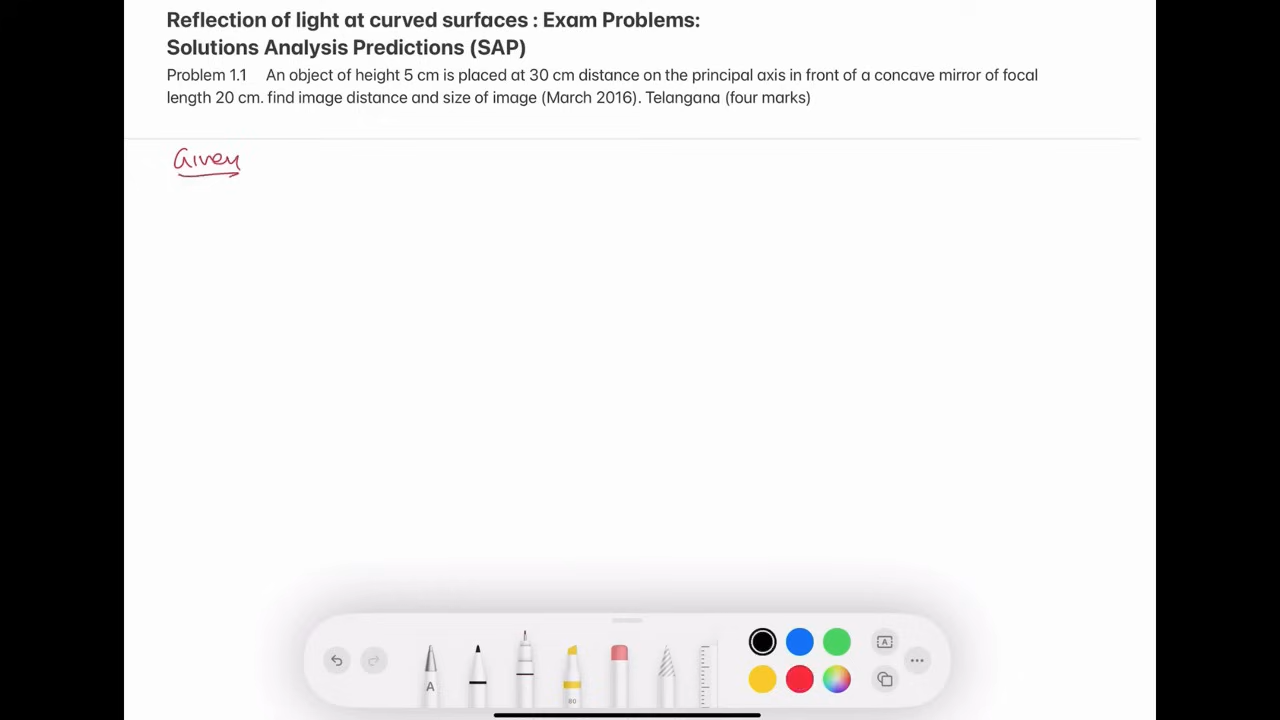 Reflection of light at curved surfaces : Exam Problems:
Solutions Analysis Predictions (SAP)
Problem 1.1 An object of height 5 cm is placed at 30 cm distance on the principal axis in front of a concave mirror of focal
length 20 cm. find image distance and size of image (March 2016). Telangana (four marks)
Given
A
80
A